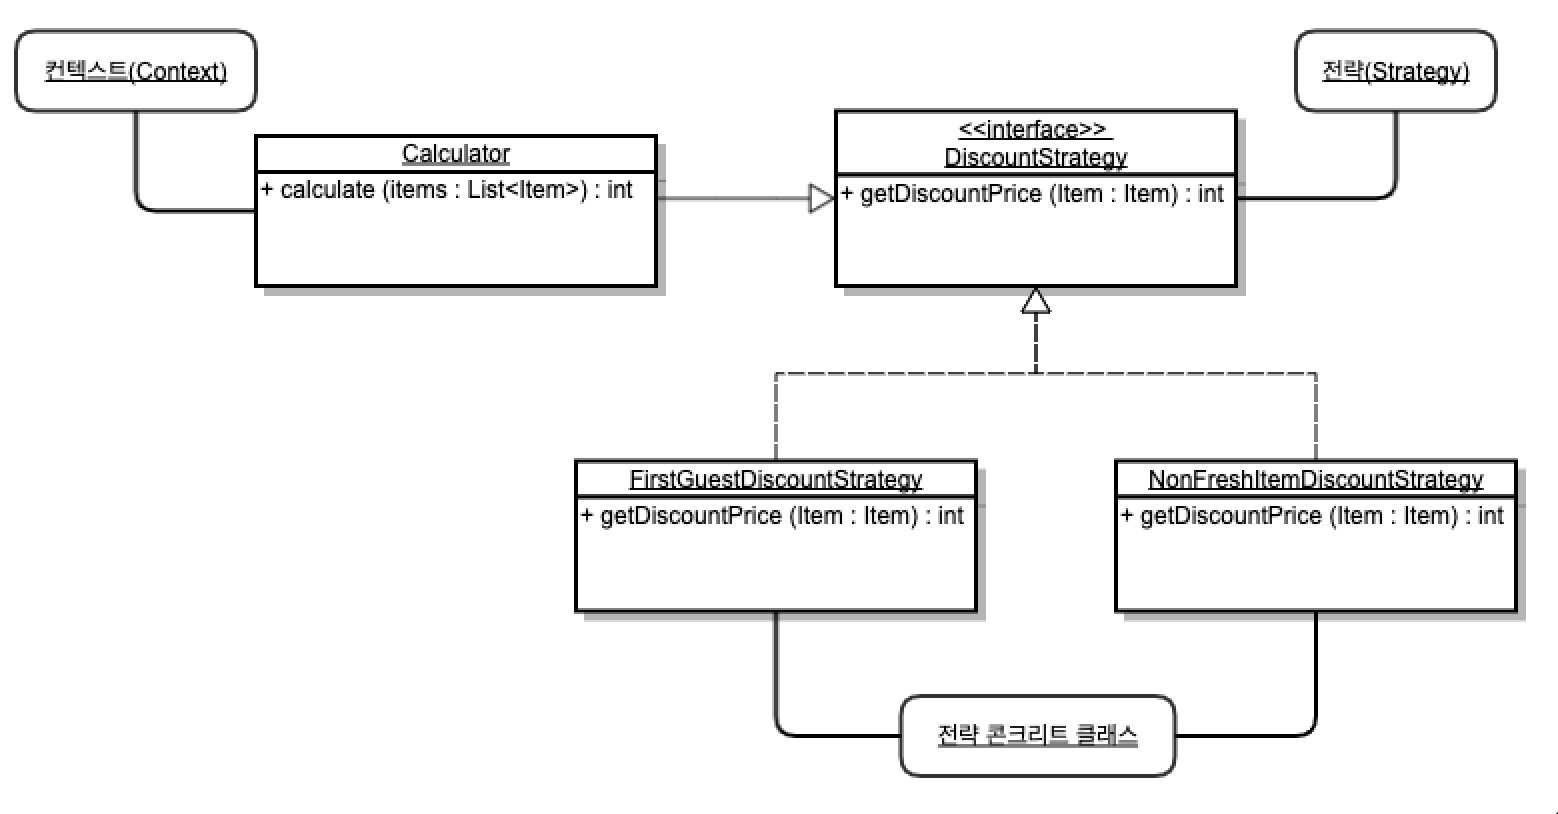 컨텍스트(Context)
전략(Strategy)
Calculator
+ calculate (items : List<Item>) : int
<<interface>>
DiscountStrategy
+ getDiscountPrice (Item : Item) : int
FirstGuestDiscountStrategy
+ getDiscountPrice (Item : Item) : int
NonFreshItemDiscountStrategy
+ getDiscountPrice (Item : Item) : int
전략 콘크리트 클래스